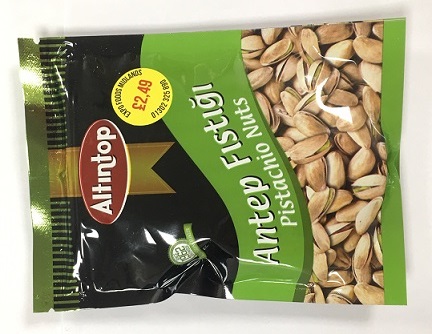 Altıntop
EXPO FOODS MIDLANDS
£2,49
01302 325 890
Antep Fıstığı
Pistachio Nuts